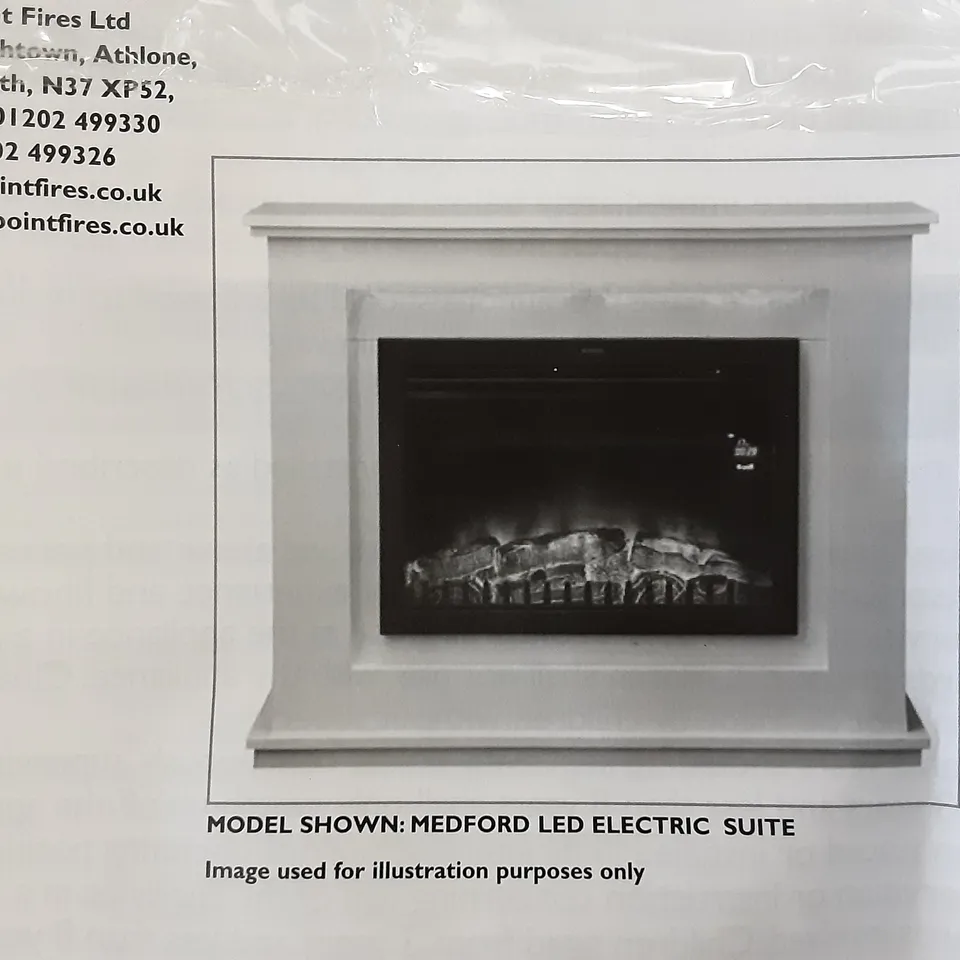 t Fires Ltd
htown, Athlone,
th, N37 XP52,
01202 499330
02 499326
intfires.co.uk
pointfires.co.uk
MODEL SHOWN: MEDFORD LED ELECTRIC SUITE
Image used for illustration purposes only